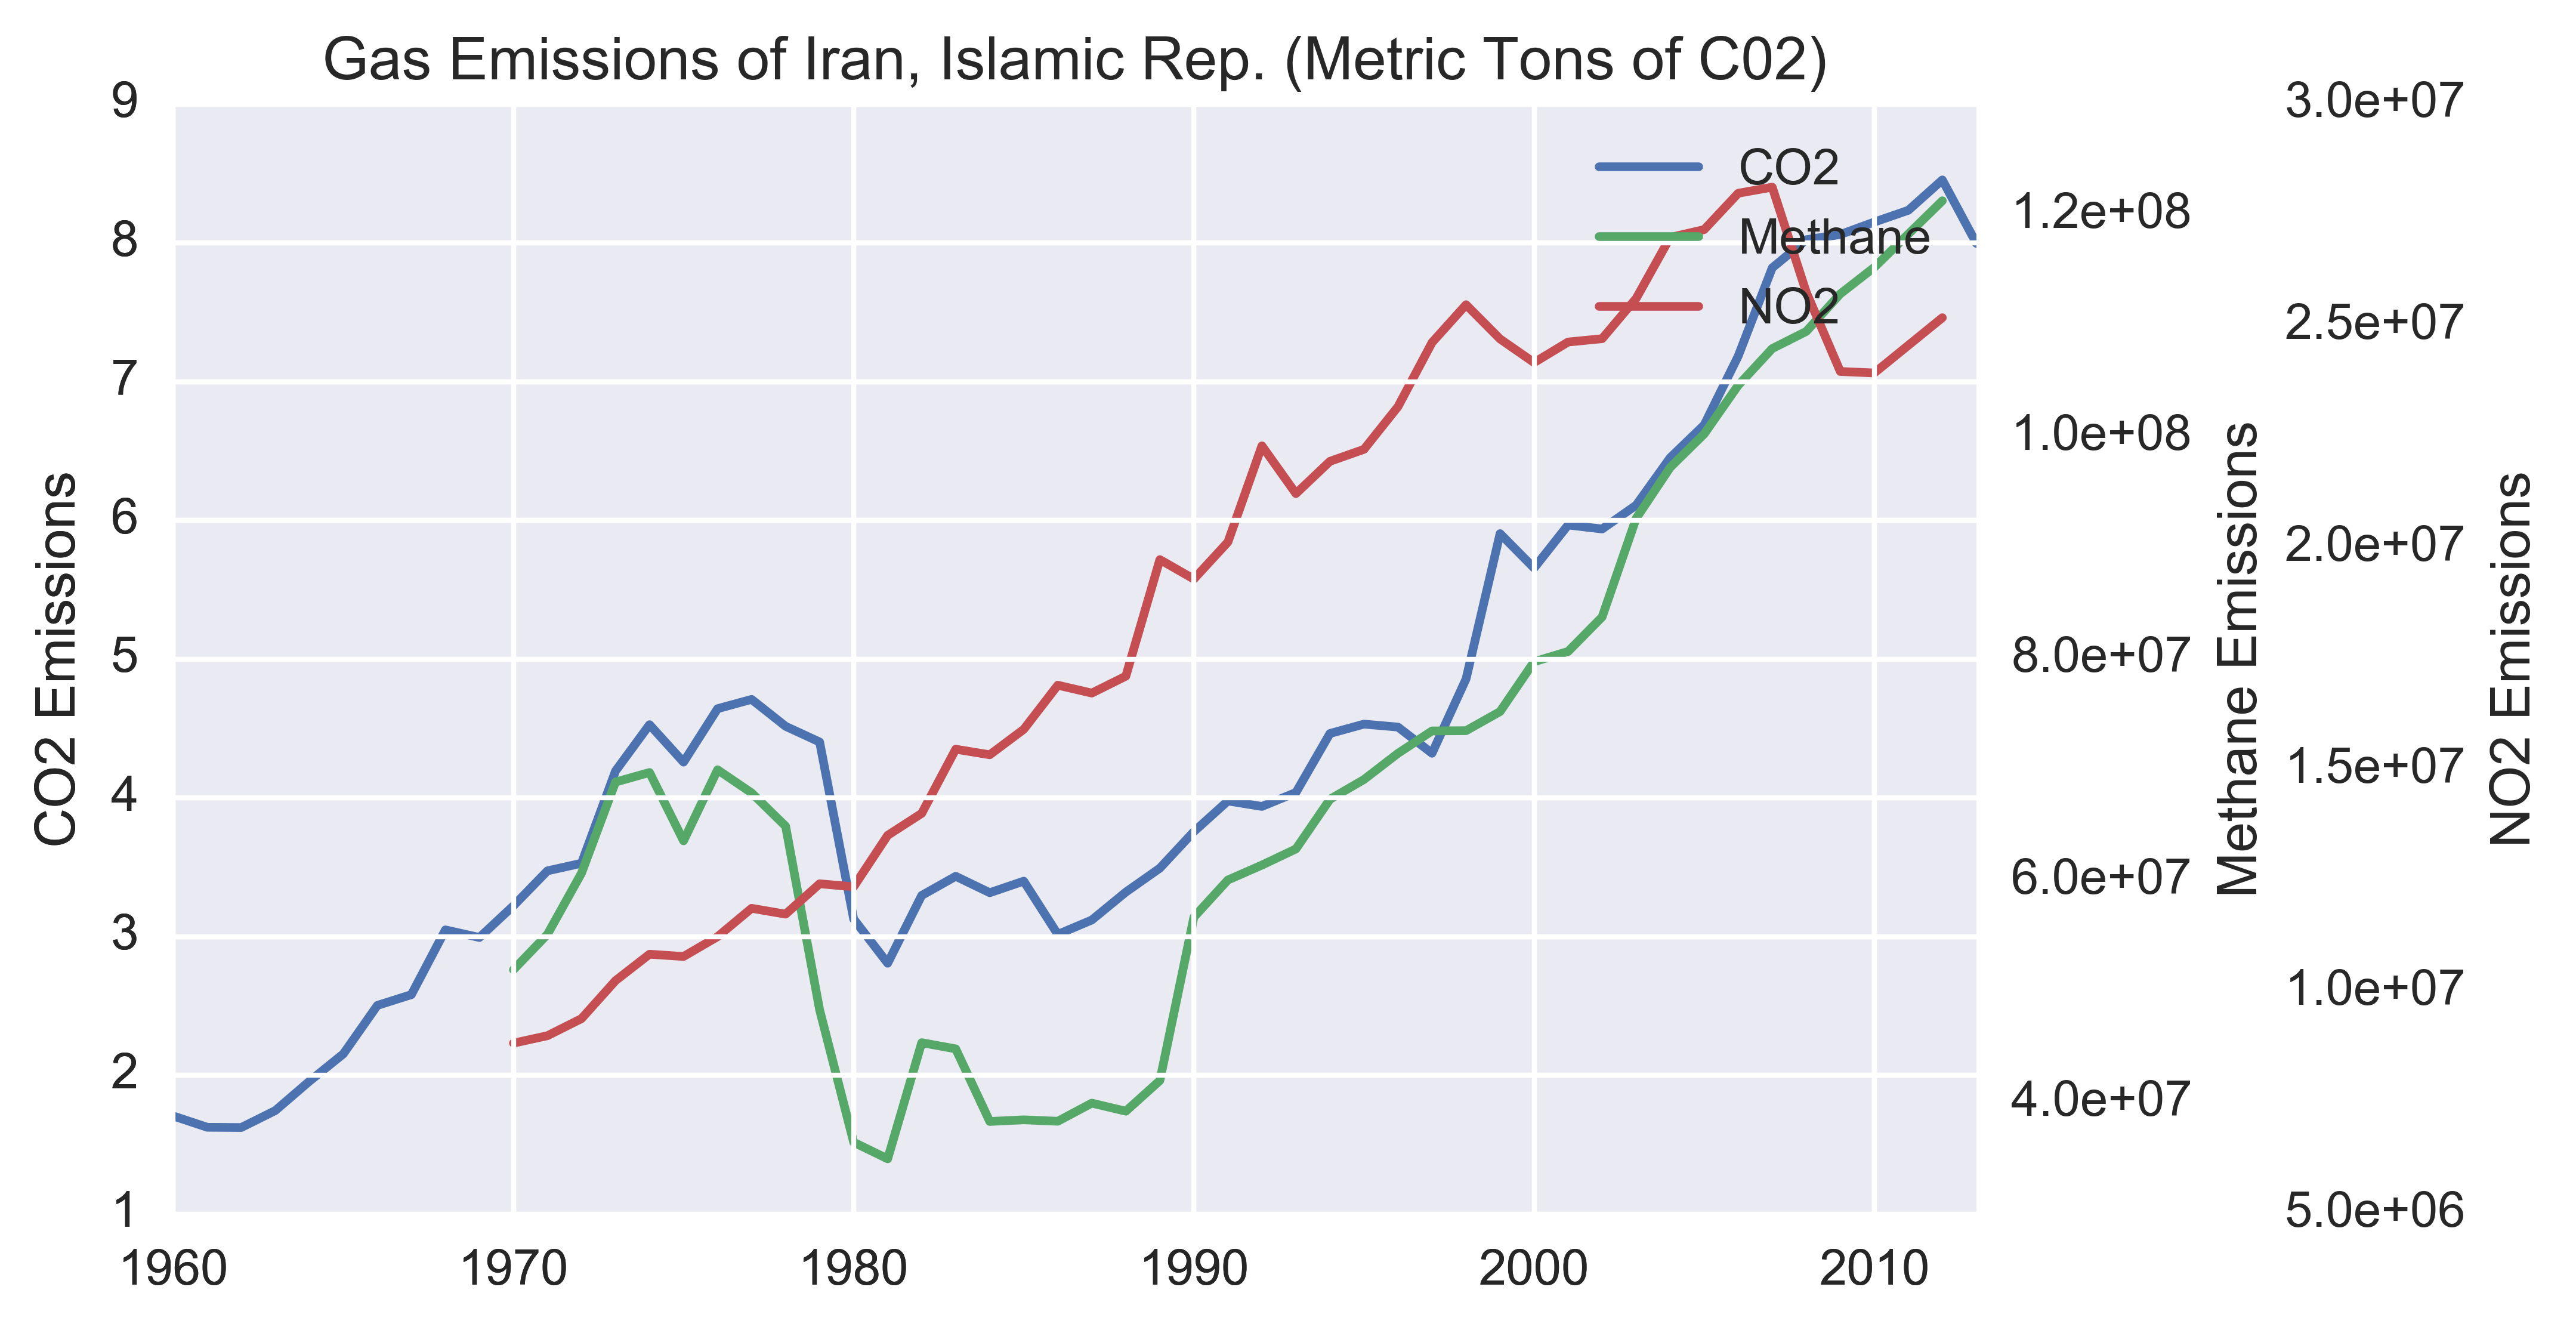 Gas Emissions of Iran, Islamic Rep. (Metric Tons of C02)
9
8
7
6
5
4
3
2
1
CO2 Emissions
1960
1970
1980
1990
2000
2010
CO2
Methane
NO2
1.2e+08
1.0e+08
8.0e+07
6.0e+07
4.0e+07
Methane Emissions
3.0e+07
2.5e+07
2.0e+07
1.5e+07
1.0e+07
5.0e+06
NO2 Emissions